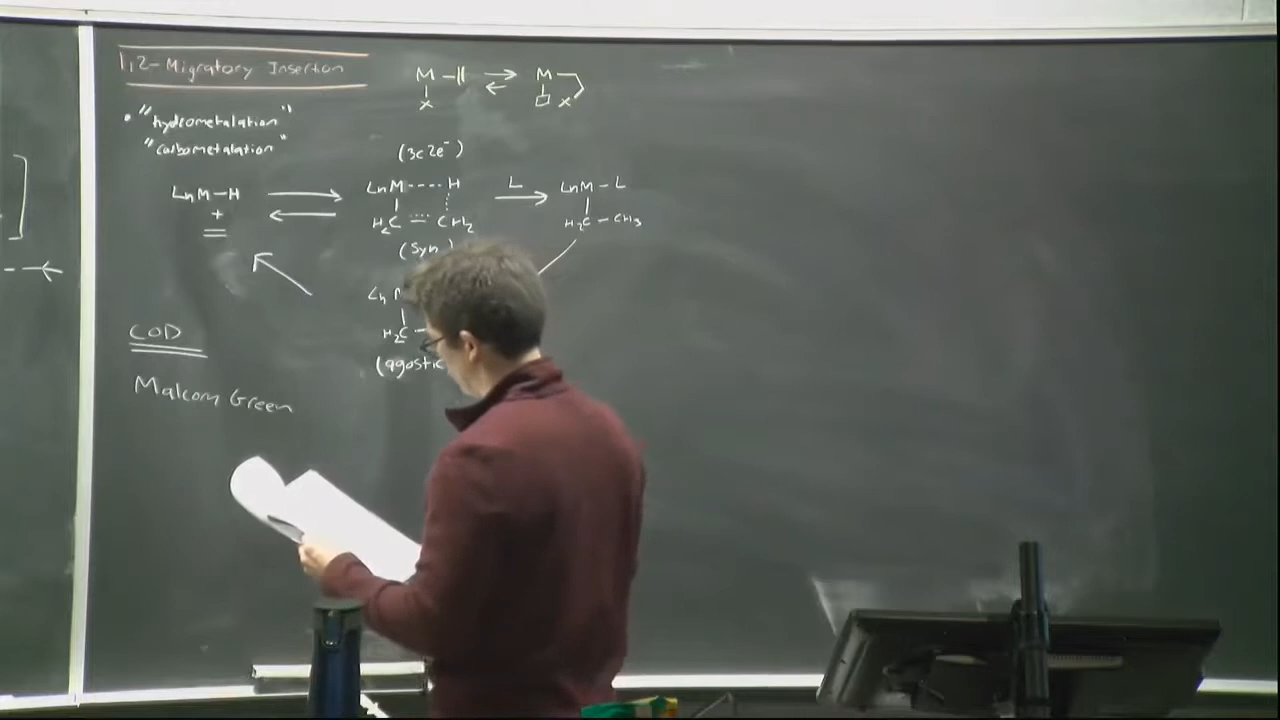 1,2-Migratory Insertion
M-||
X
M
□ X
• "hydrometalation"
"carbometalation"
(3c2e⁻)
LnM-H
+
LnM----H
H₂C = CH₂
(Syn)
L
LnM-L
H₂C-CH₃
Ln
H₂C-
(agostic
COD
Malcom Green